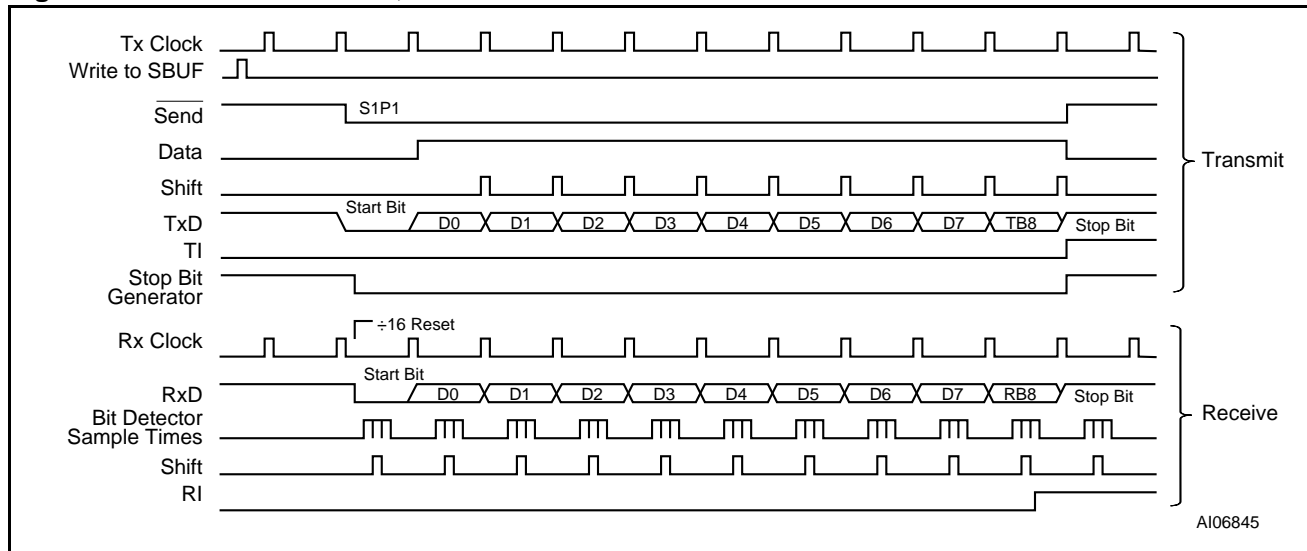 Tx Clock
Write to SBUF
Send
S1P1
Data
Transmit
Shift
Start Bit
TxD
D0 D1 D2 D3 D4 D5 D6 D7 TB8 Stop Bit
TI
Stop Bit
Generator
÷16 Reset
Rx Clock
Start Bit
RxD
D0 D1 D2 D3 D4 D5 D6 D7 RB8 Stop Bit
Bit Detector
Sample Times
Receive
Shift
RI
AI06845